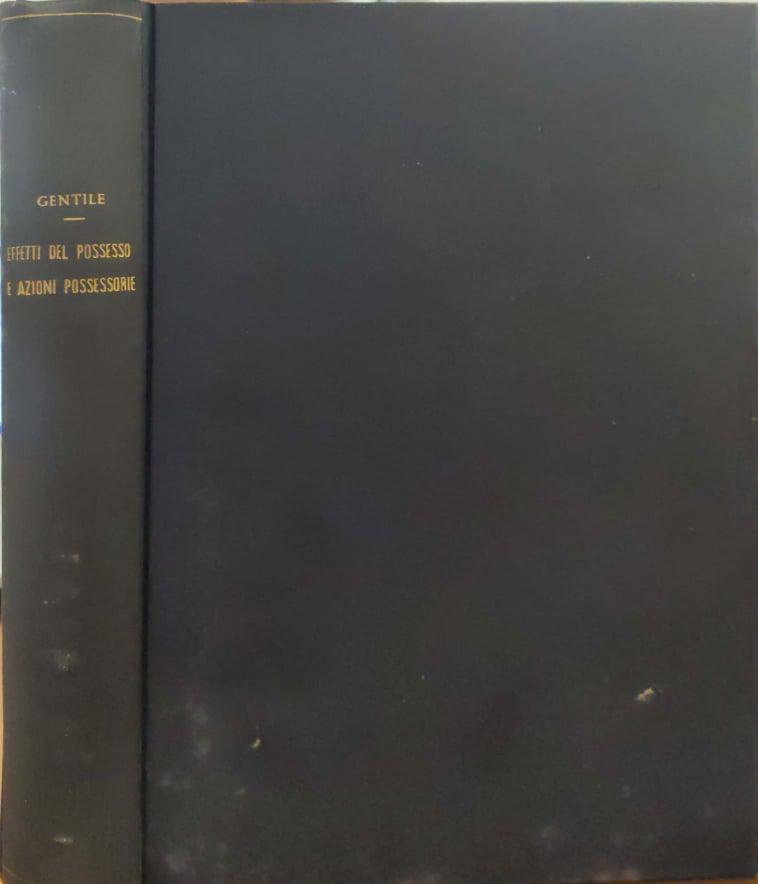 GENTILE
EFFETTI DEL POSSESSO
E AZIONI POSSESSORIE